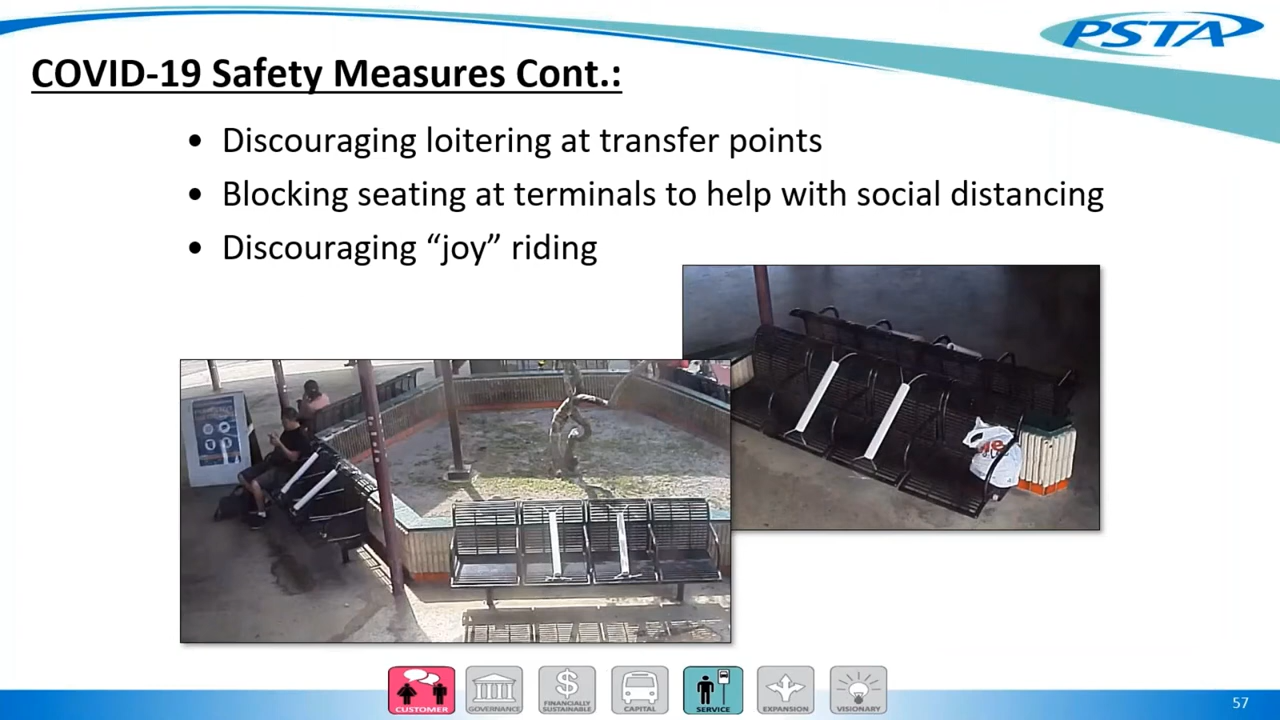 PSTA
COVID-19 Safety Measures Cont.:
• Discouraging loitering at transfer points
• Blocking seating at terminals to help with social distancing
• Discouraging “joy” riding
CUSTOMER
GOVERNANCE
FINANCIALLY
SUSTAINABLE
CAPITAL
SERVICE
EXPANSION
VISIONARY
57